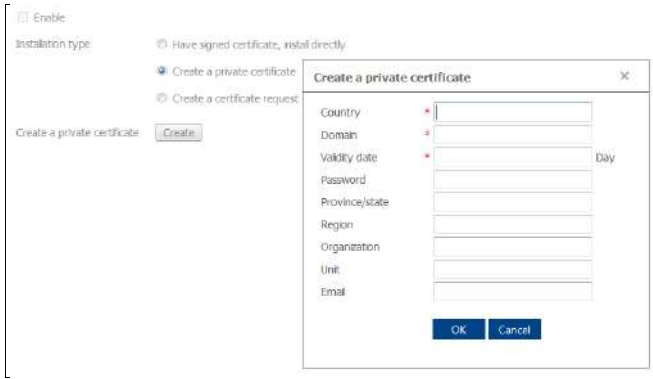 Enable
Installation type
Have signed certificate, install directly
Create a private certificate
Create a certificate request
Create a private certificate
Create
Create a private certificate
×
Country *
Domain *
Validity date * Day
Password
Province/state
Region
Organization
Unit
Email
OK
Cancel